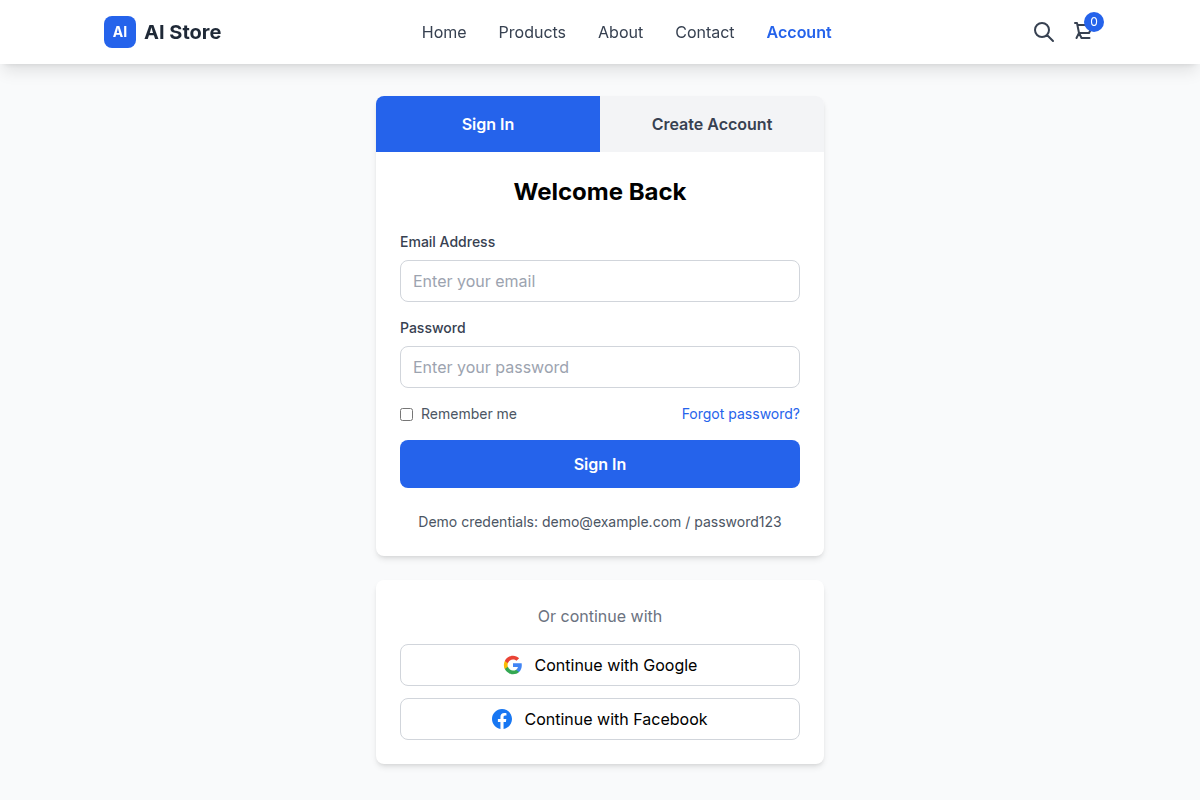 AI AI Store Home Products About Contact Account 0
Sign In Create Account
Welcome Back
Email Address
Enter your email
Password
Enter your password
Remember me Forgot password?
Sign In
Demo credentials: demo@example.com / password123
Or continue with
Continue with Google
Continue with Facebook